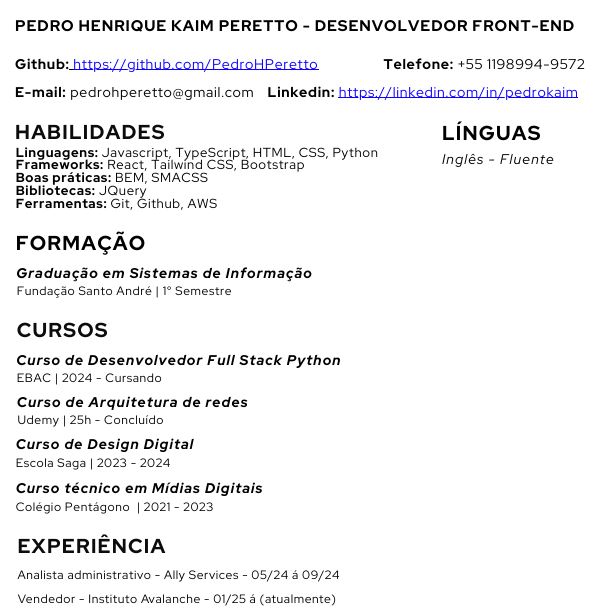 PEDRO HENRIQUE KAIM PERETTO - DESENVOLVEDOR FRONT-END
Github: https://github.com/PedroHPeretto Telefone: +55 1198994-9572
E-mail: pedrohperetto@gmail.com Linkedin: https://linkedin.com/in/pedrokaim
HABILIDADES
Linguagens: Javascript, TypeScript, HTML, CSS, Python
Frameworks: React, Tailwind CSS, Bootstrap
Boas práticas: BEM, SMACSS
Bibliotecas: JQuery
Ferramentas: Git, Github, AWS
LÍNGUAS
Inglês - Fluente
FORMAÇÃO
Graduação em Sistemas de Informação
Fundação Santo André | 1° Semestre
CURSOS
Curso de Desenvolvedor Full Stack Python
EBAC | 2024 - Cursando
Curso de Arquitetura de redes
Udemy | 25h - Concluído
Curso de Design Digital
Escola Saga | 2023 - 2024
Curso técnico em Mídias Digitais
Colégio Pentágono | 2021 - 2023
EXPERIÊNCIA
Analista administrativo - Ally Services - 05/24 á 09/24
Vendedor - Instituto Avalanche - 01/25 á (atualmente)